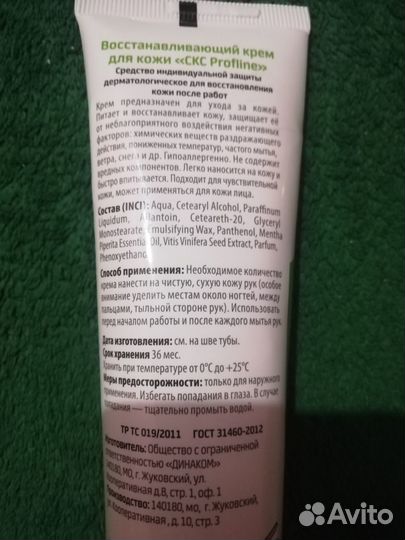 Восстанавливающий крем
для кожи «СКС Profline»
Средство индивидуальной защиты
дерматологическое для восстановления
кожи после работ
Крем предназначен для ухода за кожей.
Питает и восстанавливает кожу, защищает её
от неблагоприятного воздействия негативных
факторов: химических веществ раздражающего
действия, пониженных температур, частого мытья,
ветра, снега и др. Гипоаллергенно. Не содержит
вредных компонентов. Легко наносится на кожу и
быстро впитывается. Подходит для чувствительной
кожи, может применяться для кожи лица.
Состав (INCI): Aqua, Cetearyl Alcohol, Paraffinum
Liquidum, Allantoin, Ceteareth-20, Glyceryl
Monostearate, Emulsifying Wax, Panthenol, Mentha
Piperita Essential Oil, Vitis Vinifera Seed Extract, Parfum,
Phenoxyethanol
Способ применения: Необходимое количество
крема нанести на чистую, сухую кожу рук (особое
внимание уделить местам около ногтей, между
пальцами, тыльной стороне рук). Использовать
перед началом работы и после каждого мытья рук.
Дата изготовления: см. на шве тубы.
Срок хранения 36 мес.
Хранить при температуре от 0°С до +25°С
Меры предосторожности: только для наружного
применения. Избегать попадания в глаза. В случае
попадания — тщательно промыть водой.
ТР ТС 019/2011 ГОСТ 31460-2012
Изготовитель: Общество с ограниченной
ответственностью «ДИНАКОМ»
140180, МО, г. Жуковский, ул.
Кооперативная д.8, стр. 1, оф. 1
Производство: 140180, мо, г. Жуковский,
ул. Кооперативная, д. 10, стр. 3
Avito